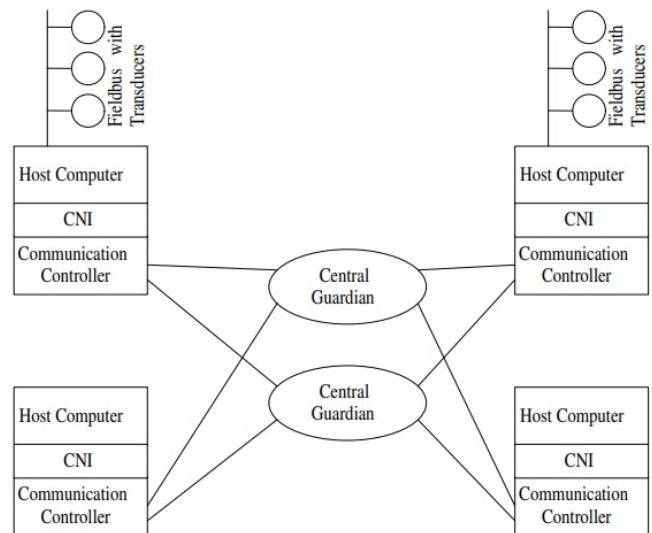 Fieldbus with
Transducers
Fieldbus with
Transducers
Host Computer
CNI
Communication
Controller
Host Computer
CNI
Communication
Controller
Central
Guardian
Central
Guardian
Host Computer
CNI
Communication
Controller
Host Computer
CNI
Communication
Controller